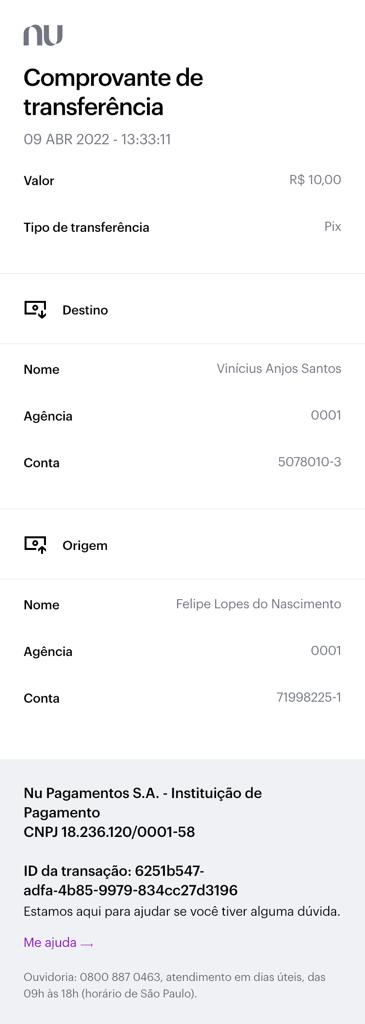 nu
Comprovante de
transferência
09 ABR 2022 - 13:33:11
Valor R$ 10,00
Tipo de transferência Pix
Destino
Nome Vinícius Anjos Santos
Agência 0001
Conta 5078010-3
Origem
Nome Felipe Lopes do Nascimento
Agência 0001
Conta 71998225-1
Nu Pagamentos S.A. - Instituição de
Pagamento
CNPJ 18.236.120/0001-58
ID da transação: 6251b547-
adfa-4b85-9979-834cc27d3196
Estamos aqui para ajudar se você tiver alguma dúvida.
Me ajuda →
Ouvidoria: 0800 887 0463, atendimento em dias úteis, das
09h às 18h (horário de São Paulo).